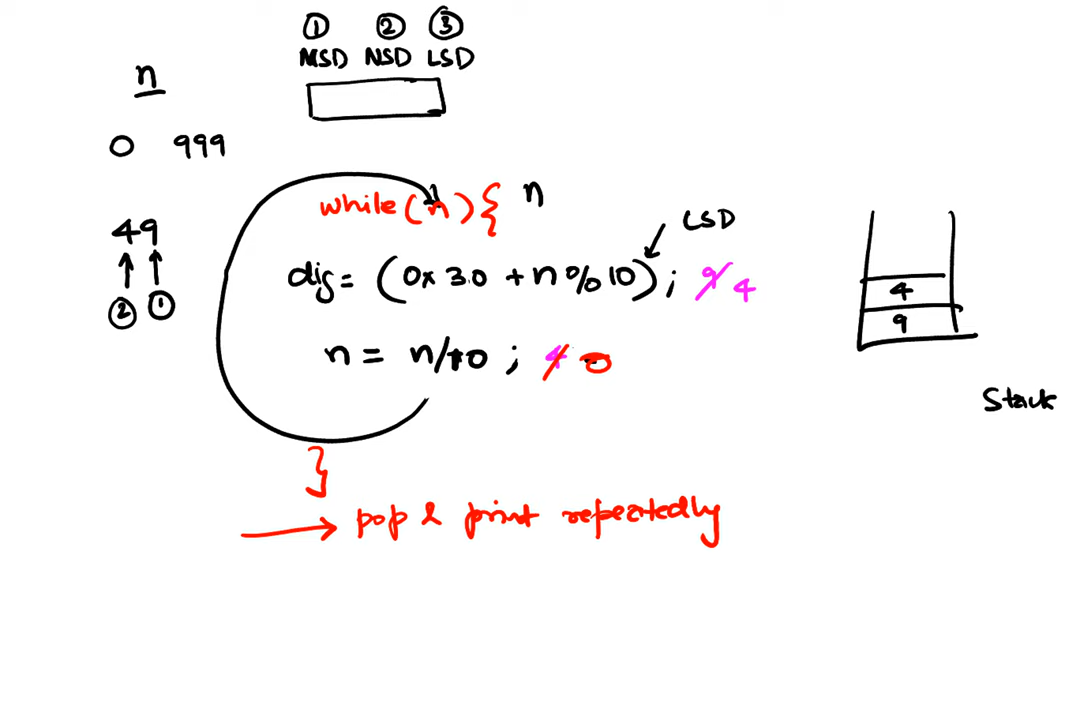 ① ② ③
MSD NSD LSD
n
0 999
while(n){ n
LSD
49
dig = (0x30 + n%10); 9 4
② ①
n = n/10; 4 0
4
9
Stack
}
→ pop & print repeatedly